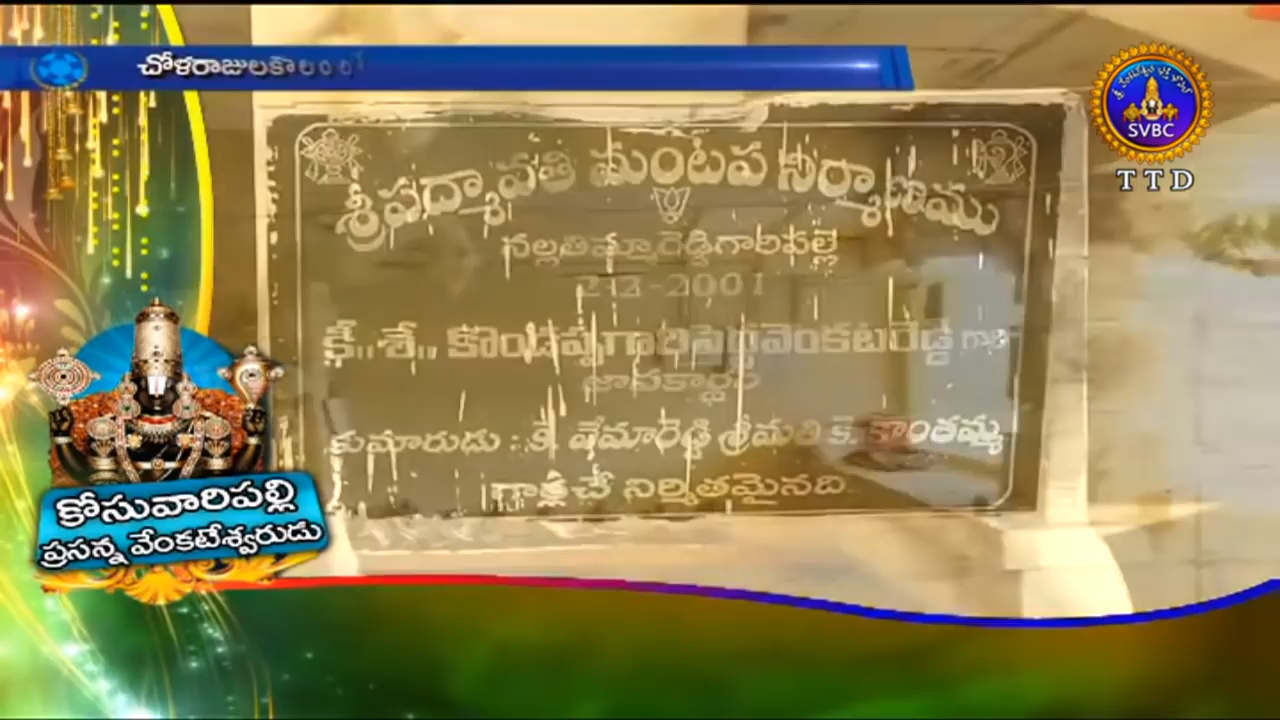 చోళరాజులకాలం
SVBC
TTD
శ్రీ పద్మావతి మంటప నిర్మాణము
నల్లతిమ్మారెడ్డిగారిపల్లె
2-2-2001
కీ..శే.. కొండప్పగారిపెద్దవెంకటరెడ్డి గారి
జ్ఞాపకార్థం
కుమారుడు : కె. వేమారెడ్డి శ్రీమతి కె. కాంతమ్మ
గార్లచే నిర్మితమైనది
కోసువారిపల్లి
ప్రసన్న వేంకటేశ్వరుడు